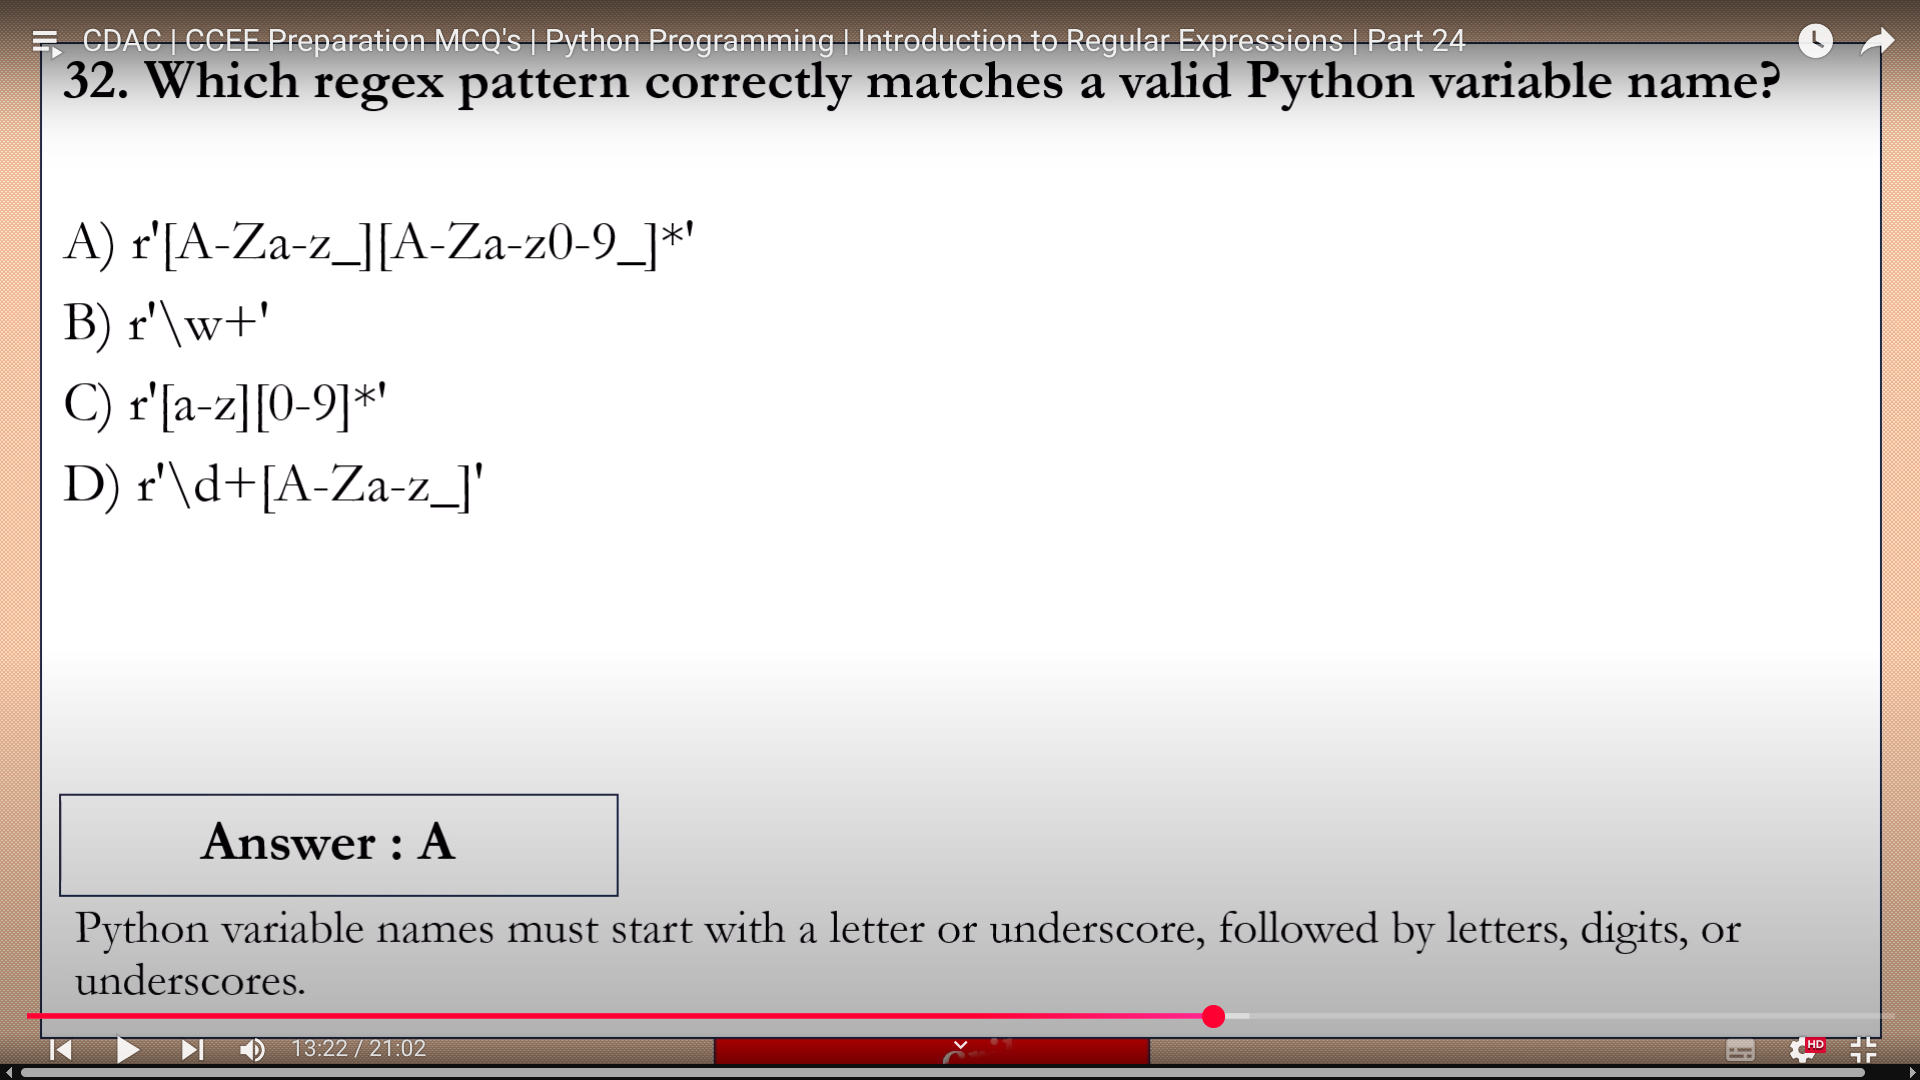 CDAC | CCEE Preparation MCQ's | Python Programming | Introduction to Regular Expressions | Part 24
32. Which regex pattern correctly matches a valid Python variable name?
A) r'[A-Za-z_][A-Za-z0-9_]*'
B) r'\w+'
C) r'[a-z][0-9]*'
D) r'\d+[A-Za-z_]'
Answer : A
Python variable names must start with a letter or underscore, followed by letters, digits, or
underscores.
13:22 / 21:02
HD